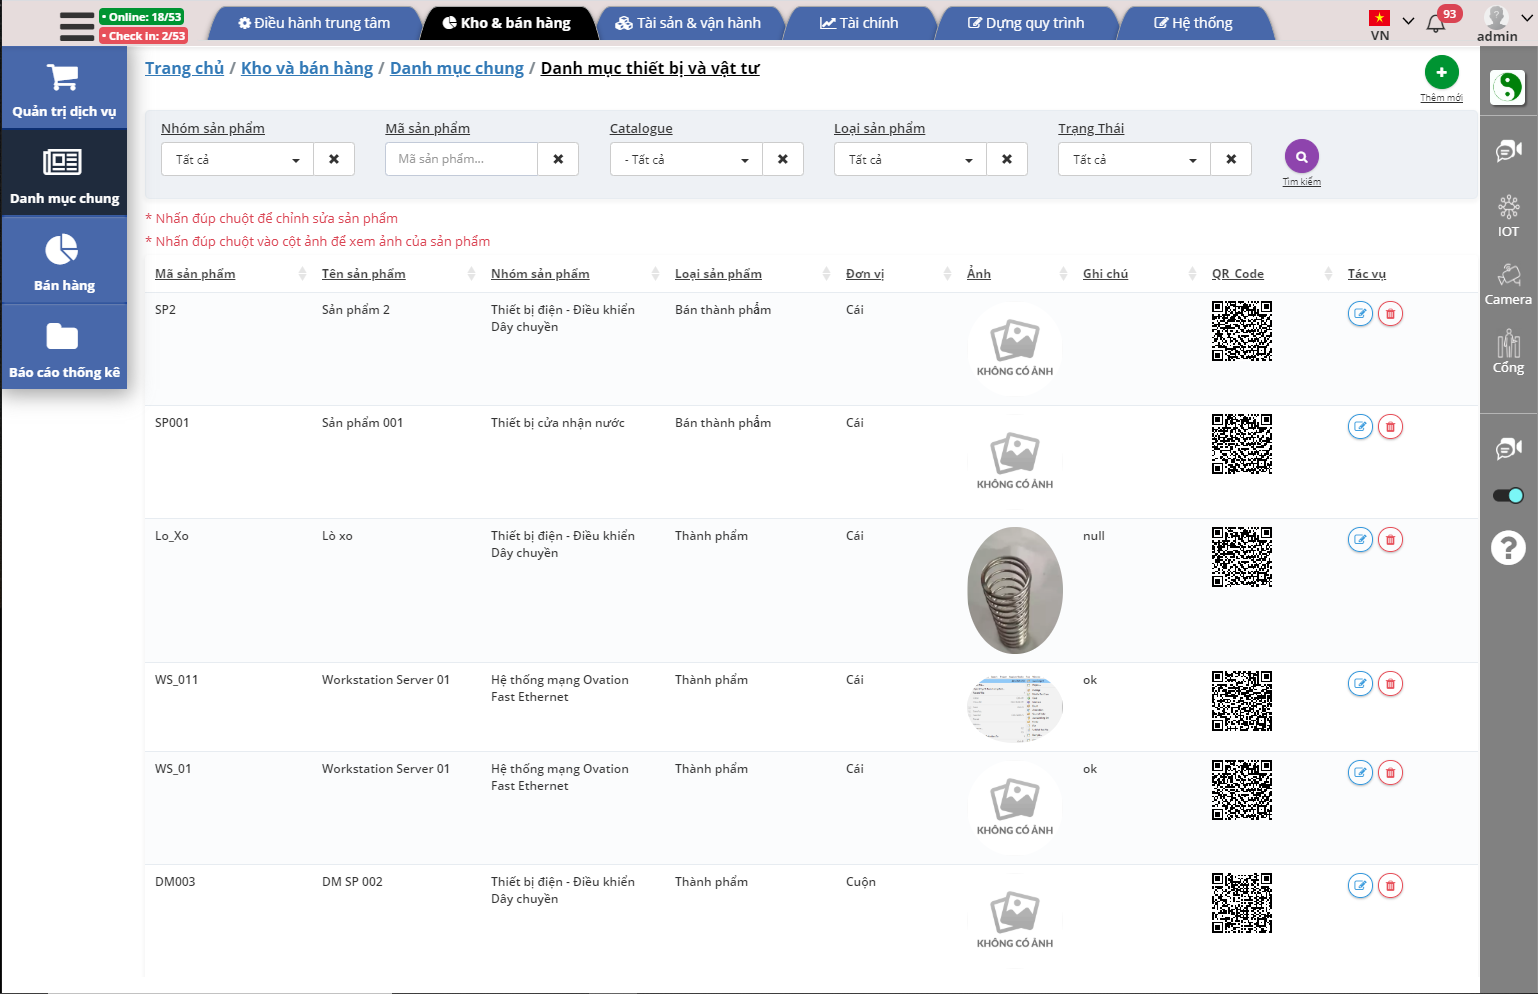 • Online: 18/53
• Check in: 2/53
Điều hành trung tâm
Kho & bán hàng
Tài sản & vận hành
Tài chính
Dựng quy trình
Hệ thống
VN
93
admin
Quản trị dịch vụ
Danh mục chung
Bán hàng
Báo cáo thống kê
Trang chủ / Kho và bán hàng / Danh mục chung / Danh mục thiết bị và vật tư
Thêm mới
Nhóm sản phẩm Mã sản phẩm Catalogue Loại sản phẩm Trạng Thái
Tất cả Mã sản phẩm... - Tất cả Tất cả Tất cả
Tìm kiếm
* Nhấn đúp chuột để chỉnh sửa sản phẩm
* Nhấn đúp chuột vào cột ảnh để xem ảnh của sản phẩm
Mã sản phẩm Tên sản phẩm Nhóm sản phẩm Loại sản phẩm Đơn vị Ảnh Ghi chú QR_Code Tác vụ
SP2 Sản phẩm 2 Thiết bị điện - Điều khiển Bán thành phẩm Cái
Dây chuyền
KHÔNG CÓ ẢNH
SP001 Sản phẩm 001 Thiết bị cửa nhận nước Bán thành phẩm Cái
KHÔNG CÓ ẢNH
Lo_Xo Lò xo Thiết bị điện - Điều khiển Thành phẩm Cái null
Dây chuyền
WS_011 Workstation Server 01 Hệ thống mạng Ovation Thành phẩm Cái ok
Fast Ethernet
WS_01 Workstation Server 01 Hệ thống mạng Ovation Thành phẩm Cái ok
Fast Ethernet
KHÔNG CÓ ẢNH
DM003 DM SP 002 Thiết bị điện - Điều khiển Thành phẩm Cuộn
Dây chuyền
KHÔNG CÓ ẢNH
IOT
Camera
Cổng
?